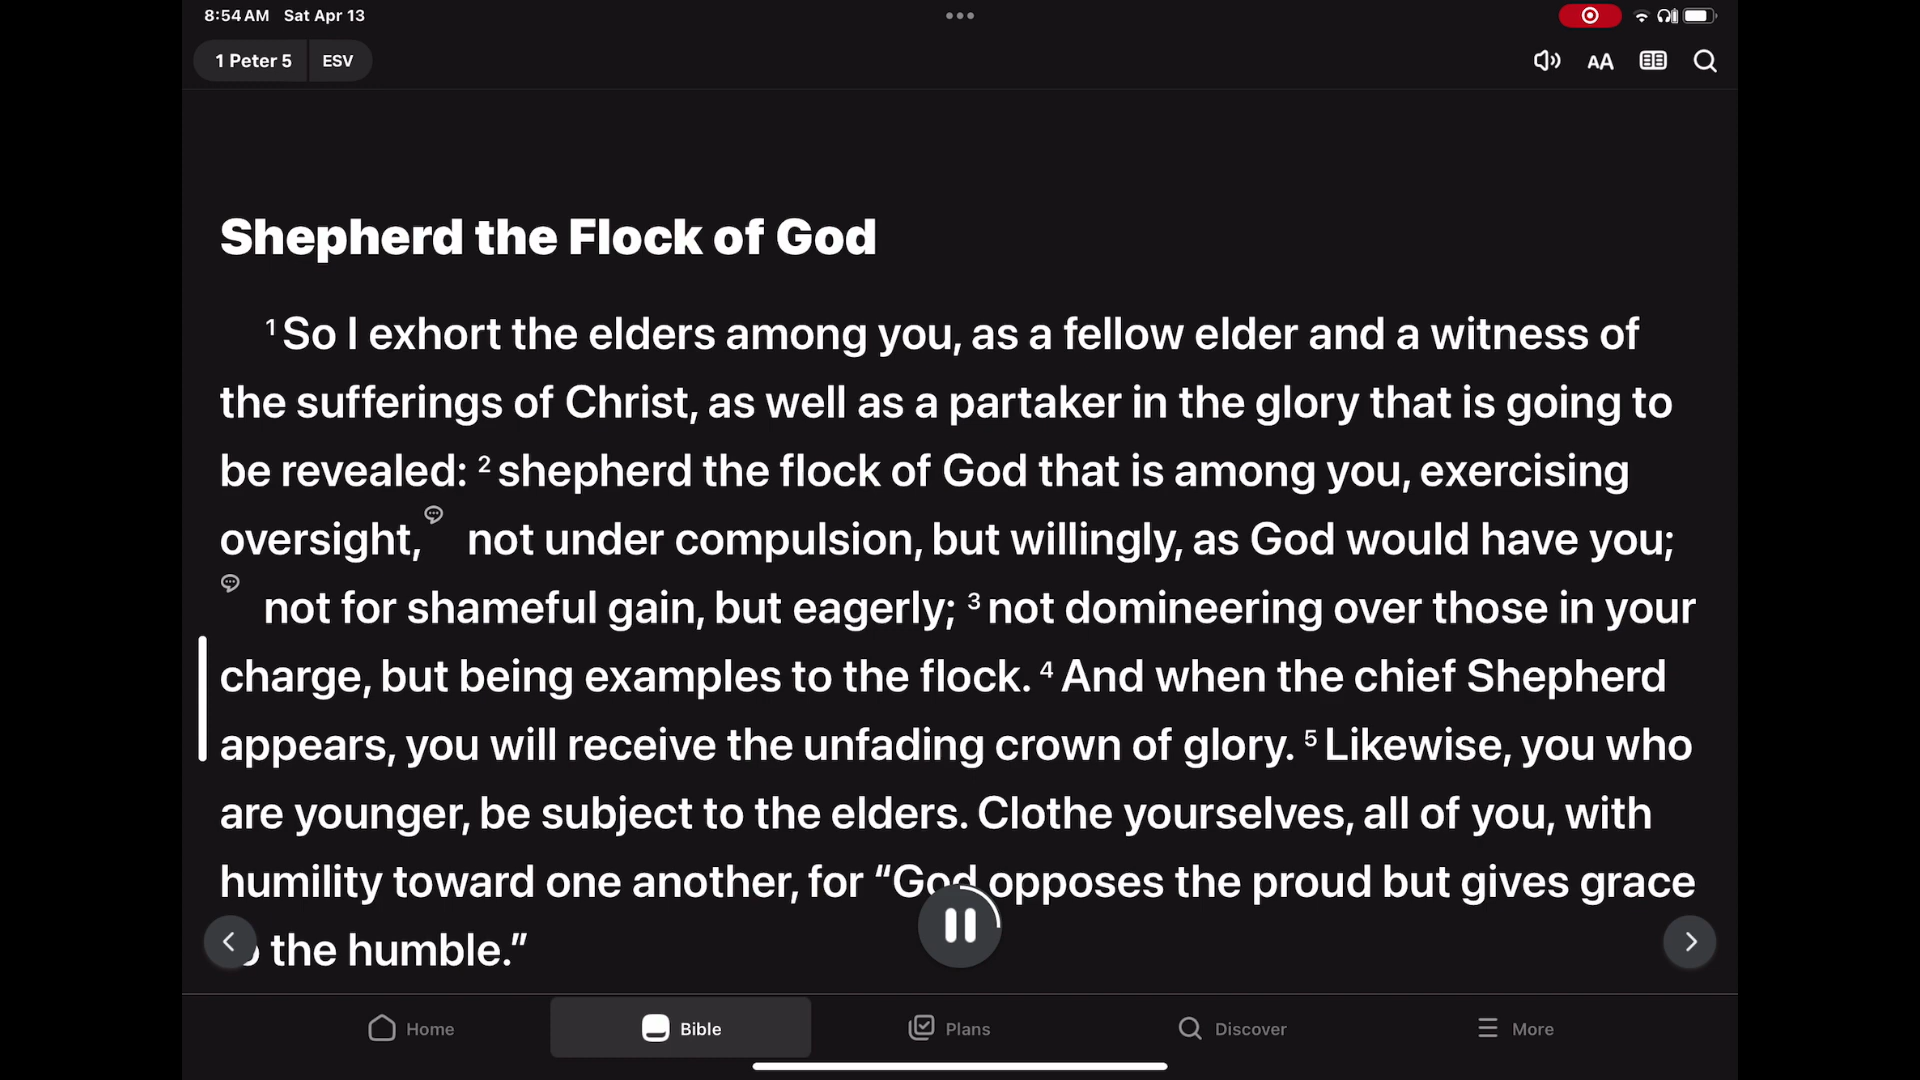 8:54 AM Sat Apr 13
1 Peter 5 ESV AA
Shepherd the Flock of God
1 So I exhort the elders among you, as a fellow elder and a witness of
the sufferings of Christ, as well as a partaker in the glory that is going to
be revealed: 2 shepherd the flock of God that is among you, exercising
oversight, not under compulsion, but willingly, as God would have you;
not for shameful gain, but eagerly; 3 not domineering over those in your
charge, but being examples to the flock. 4 And when the chief Shepherd
appears, you will receive the unfading crown of glory. 5 Likewise, you who
are younger, be subject to the elders. Clothe yourselves, all of you, with
humility toward one another, for “God opposes the proud but gives grace
the humble.”
Home Bible Plans Discover More